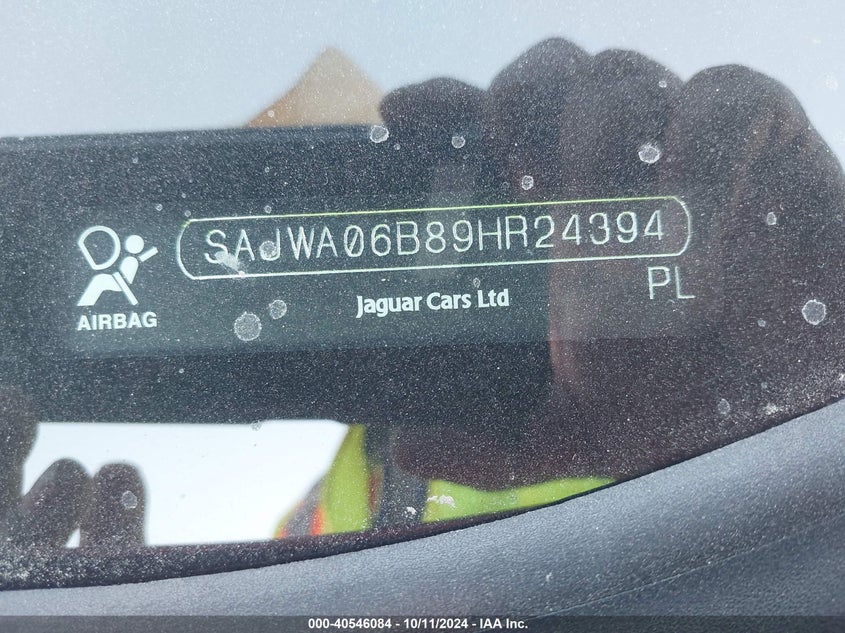 SAJWA06B89HR24394
PL
Jaguar Cars Ltd
AIRBAG
000-40546084 - 10/11/2024 - IAA Inc.